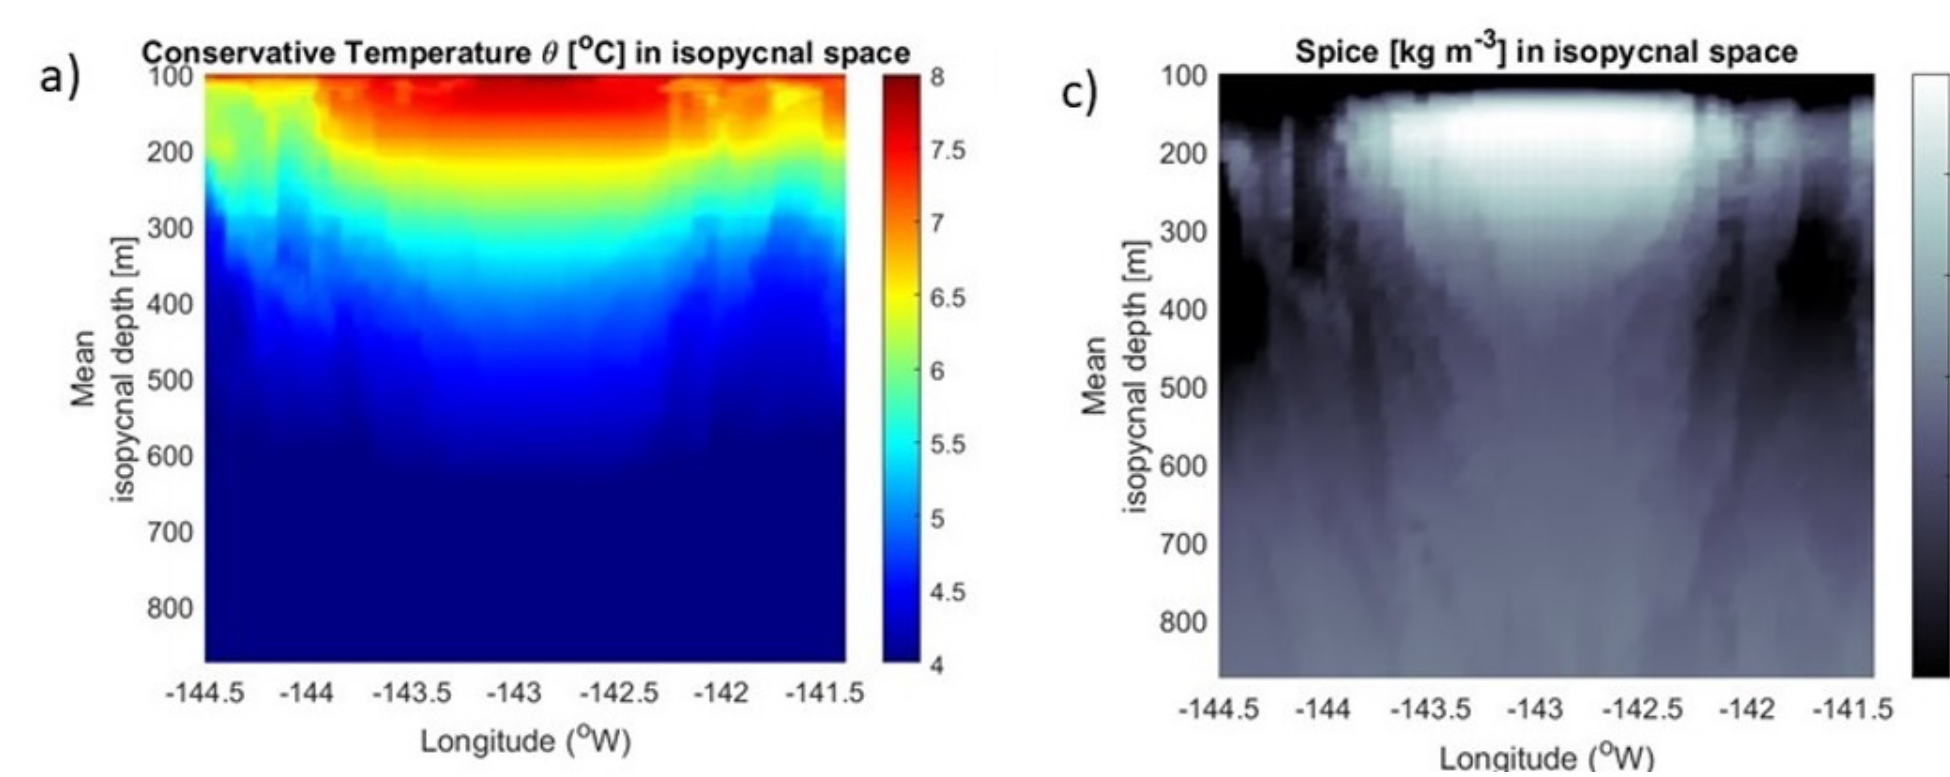 a)
Conservative Temperature θ [°C] in isopycnal space
100
200
300
400
500
600
700
800
Mean
isopycnal depth [m]
-144.5 -144 -143.5 -143 -142.5 -142 -141.5
Longitude (°W)
8
7.5
7
6.5
6
5.5
5
4.5
4
c)
Spice [kg m⁻³] in isopycnal space
100
200
300
400
500
600
700
800
Mean
isopycnal depth [m]
-144.5 -144 -143.5 -143 -142.5 -142 -141.5
Longitude (°W)